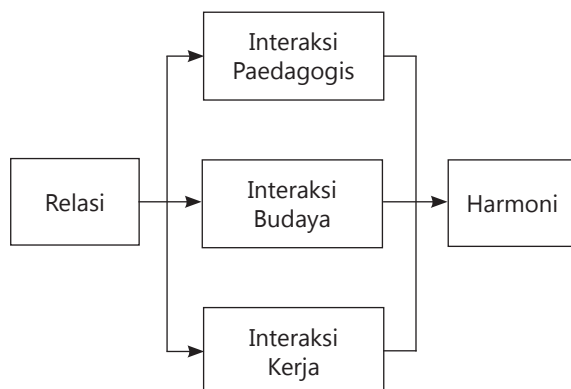 Interaksi
Paedagogis
Relasi
Interaksi
Budaya
Harmoni
Interaksi
Kerja